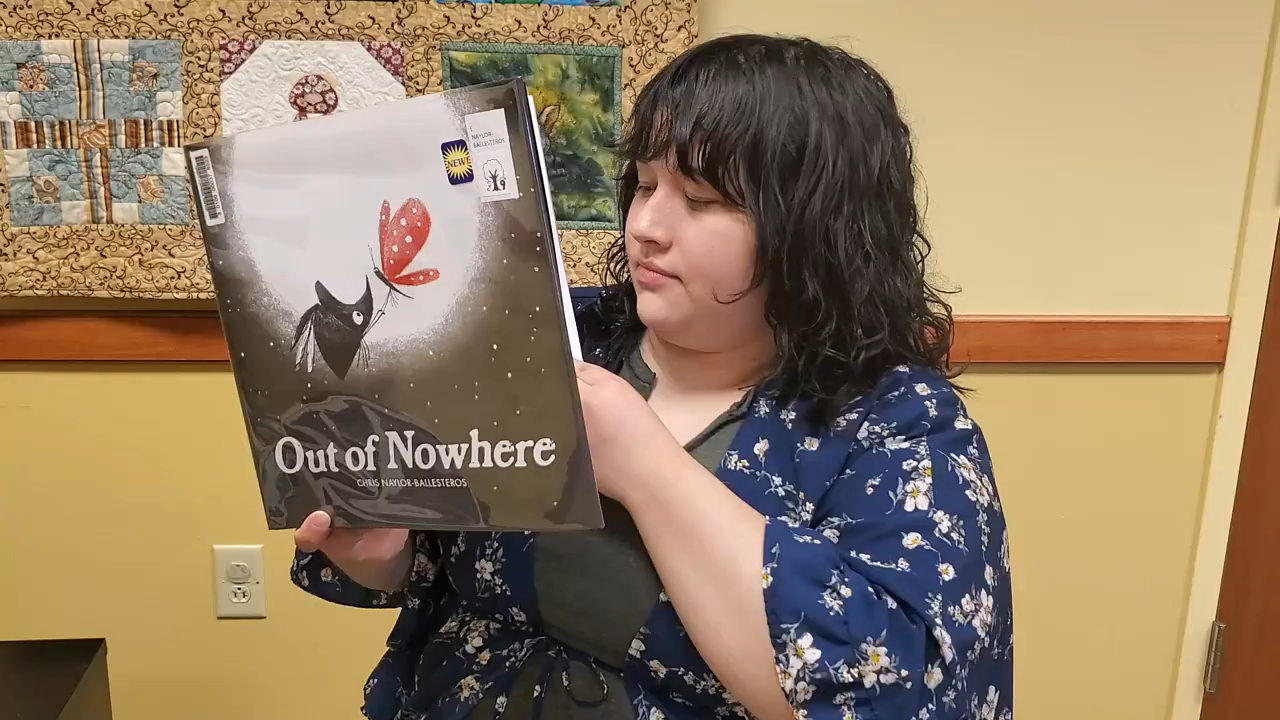 NAYLOR-
BALLESTEROS
NEW
Out of Nowhere
CHRIS NAYLOR-BALLESTEROS